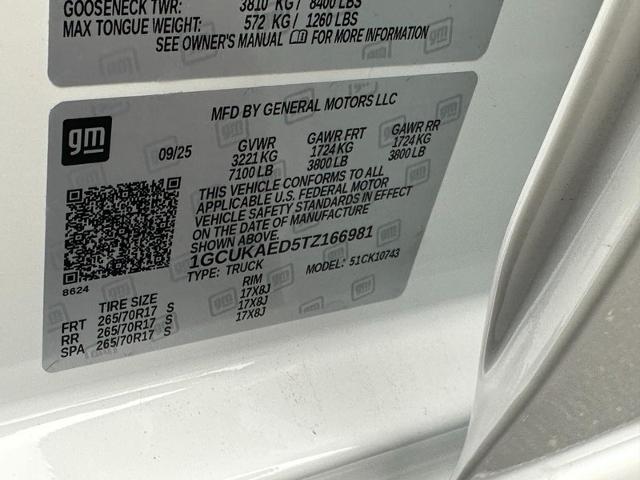 GOOSENECK TWR: 3810 KG / 8400 LBS
MAX TONGUE WEIGHT: 572 KG / 1260 LBS
SEE OWNER'S MANUAL FOR MORE INFORMATION
MFD BY GENERAL MOTORS LLC
gm
09/25 GVWR GAWR FRT GAWR RR
3221 KG 1724 KG 1724 KG
7100 LB 3800 LB 3800 LB
THIS VEHICLE CONFORMS TO ALL
APPLICABLE U.S. FEDERAL MOTOR
VEHICLE SAFETY STANDARDS IN EFFECT
ON THE DATE OF MANUFACTURE
SHOWN ABOVE.
1GCUKAED5TZ166981
TYPE: TRUCK MODEL: 51CK10743
8624
TIRE SIZE RIM
FRT 265/70R17 S 17X8J
RR 265/70R17 S 17X8J
SPA 265/70R17 S 17X8J